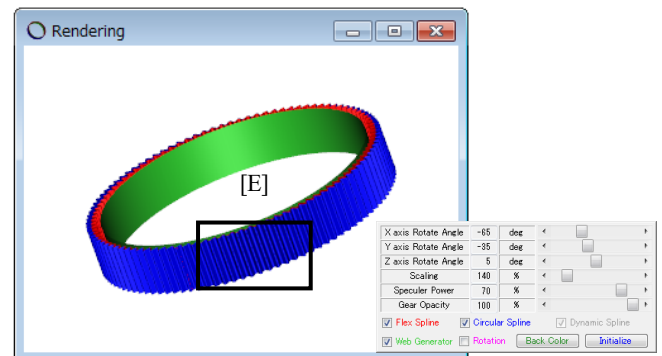 Rendering
[E]
X axis Rotate Angle -65 deg
Y axis Rotate Angle -35 deg
Z axis Rotate Angle 5 deg
Scaling 140 %
Speculer Power 70 %
Gear Opacity 100 %
Flex Spline Circular Spline Dynamic Spline
Web Generator Rotation Back Color Initialize